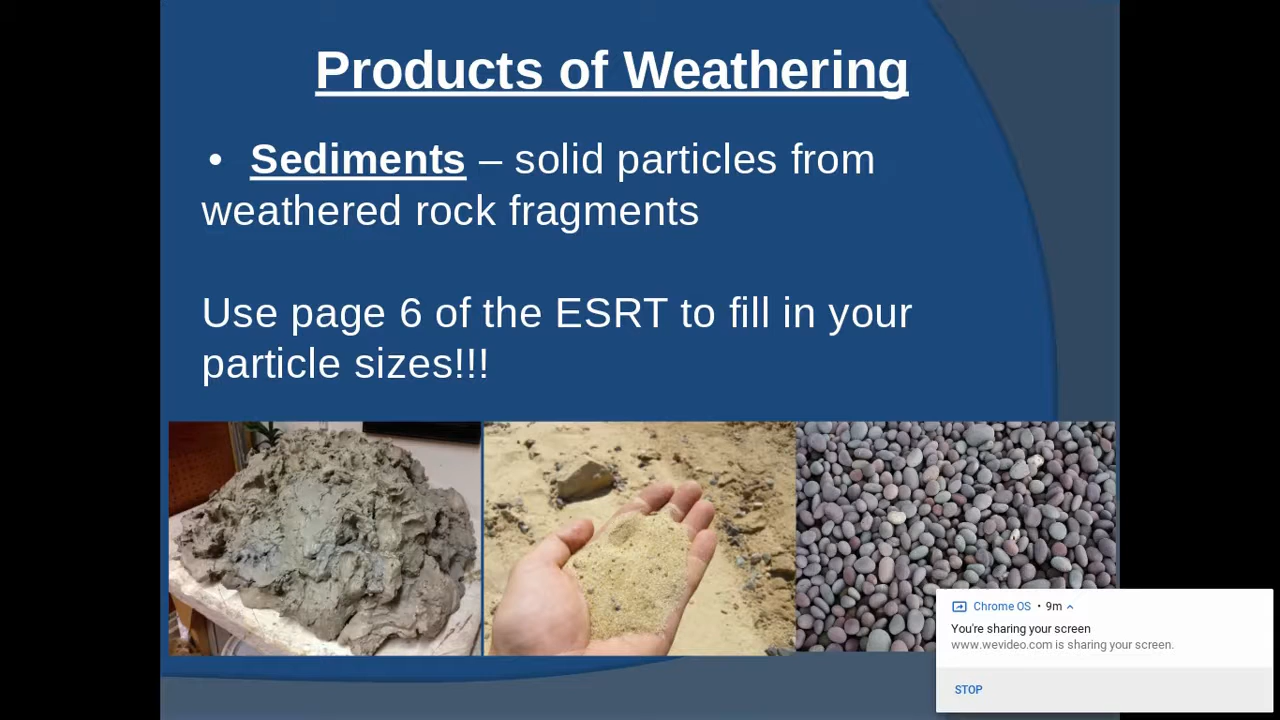 Products of Weathering
• Sediments – solid particles from
weathered rock fragments
Use page 6 of the ESRT to fill in your
particle sizes!!!
Chrome OS • 9m
You're sharing your screen
www.wevideo.com is sharing your screen.
STOP